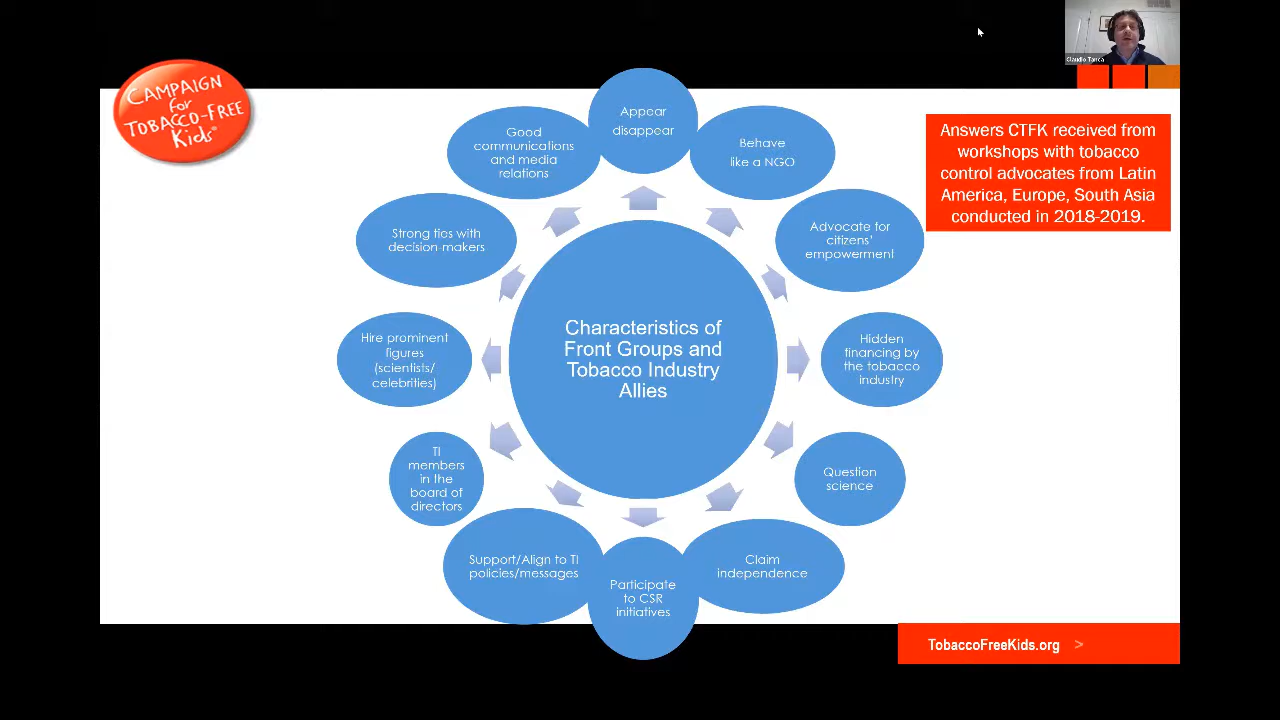 CAMPAIGN
for
TOBACCO-FREE
Kids®
Claudio Tanca
Answers CTFK received from
workshops with tobacco
control advocates from Latin
America, Europe, South Asia
conducted in 2018-2019.
Characteristics of
Front Groups and
Tobacco Industry
Allies
Appear
disappear
Behave
like a NGO
Advocate for
citizens'
empowerment
Hidden
financing by
the tobacco
industry
Question
science
Claim
independence
Participate
to CSR
initiatives
Support/Align to TI
policies/messages
TI
members
in the
board of
directors
Hire prominent
figures
(scientists/
celebrities)
Strong ties with
decision-makers
Good
communications
and media
relations
TobaccoFreeKids.org >